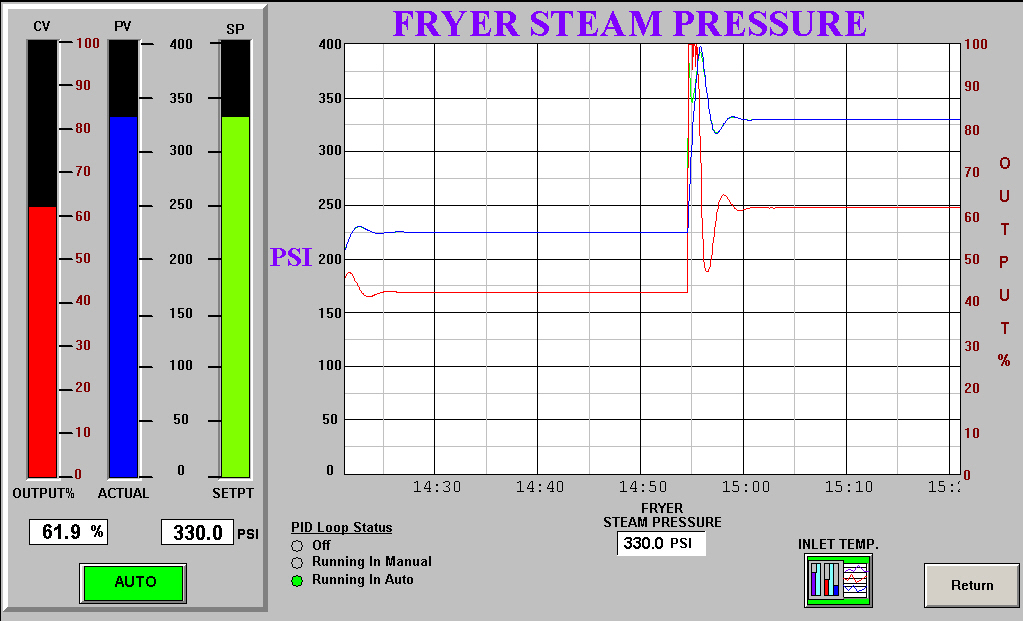 FRYER STEAM PRESSURE
CV PV SP
100 400
90 350
80 300
70 250
60 200
50 150
40 100
30 50
20 0
10
0
OUTPUT% ACTUAL SETPT
61.9 % 330.0 PSI
AUTO
PSI
400
350
300
250
200
150
100
50
0
100
90
80
70
60
50
40
30
20
10
0
OUTPUT%
14:30 14:40 14:50 15:00 15:10 15:
FRYER
STEAM PRESSURE
330.0 PSI
PID Loop Status
Off
Running In Manual
Running In Auto
INLET TEMP.
Return